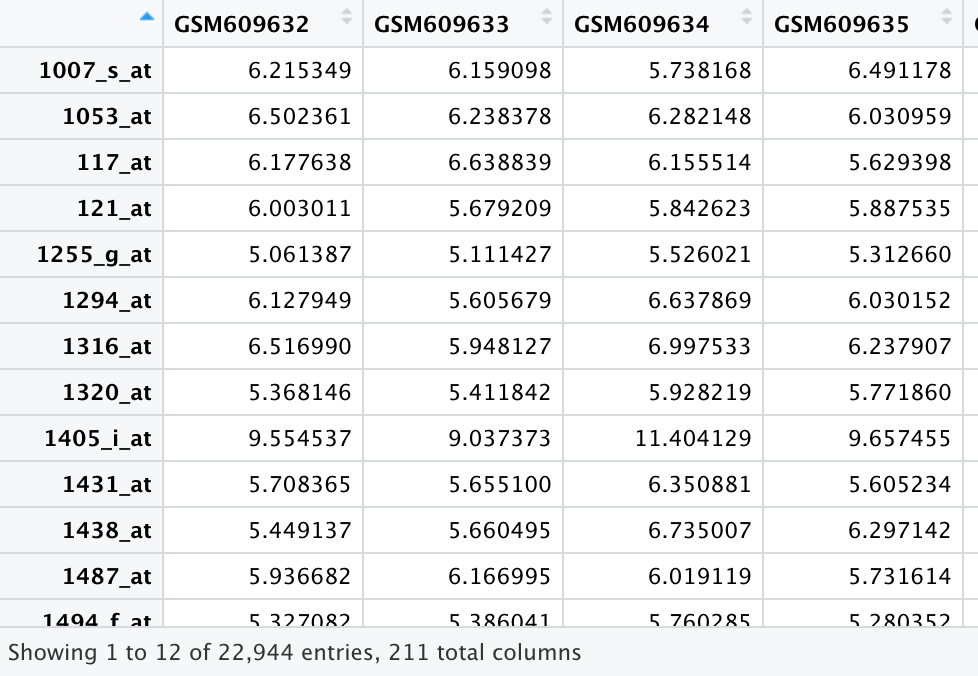 GSM609632 GSM609633 GSM609634 GSM609635
1007_s_at 6.215349 6.159098 5.738168 6.491178
1053_at 6.502361 6.238378 6.282148 6.030959
117_at 6.177638 6.638839 6.155514 5.629398
121_at 6.003011 5.679209 5.842623 5.887535
1255_g_at 5.061387 5.111427 5.526021 5.312660
1294_at 6.127949 5.605679 6.637869 6.030152
1316_at 6.516990 5.948127 6.997533 6.237907
1320_at 5.368146 5.411842 5.928219 5.771860
1405_i_at 9.554537 9.037373 11.404129 9.657455
1431_at 5.708365 5.655100 6.350881 5.605234
1438_at 5.449137 5.660495 6.735007 6.297142
1487_at 5.936682 6.166995 6.019119 5.731614
1494_f_at 5.327082 5.386041 5.760285 5.280352
Showing 1 to 12 of 22,944 entries, 211 total columns